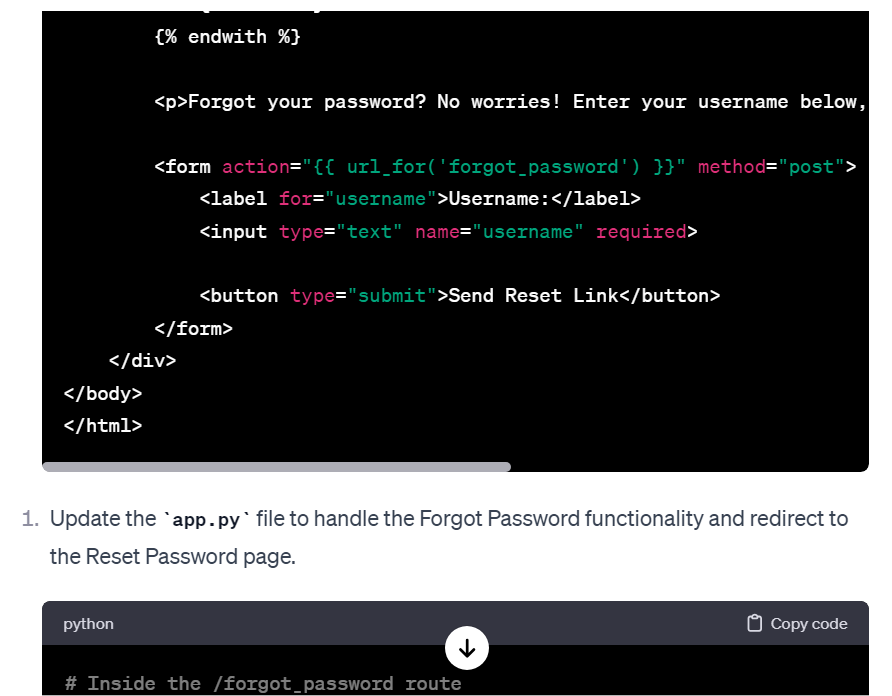 {% endwith %}
<p>Forgot your password? No worries! Enter your username below,
<form action="{{ url_for('forgot_password') }}" method="post">
<label for="username">Username:</label>
<input type="text" name="username" required>
<button type="submit">Send Reset Link</button>
</form>
</div>
</body>
</html>
1. Update the `app.py` file to handle the Forgot Password functionality and redirect to
the Reset Password page.
python Copy code
# Inside the /forgot_password route